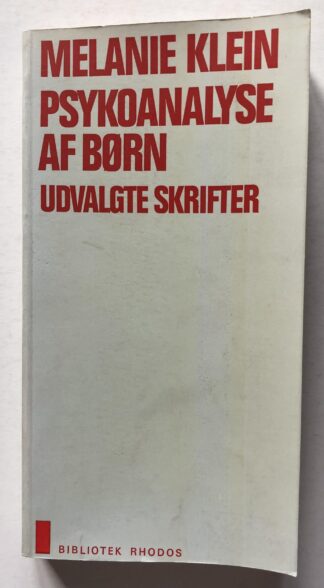 MELANIE KLEIN
PSYKOANALYSE
AF BØRN
UDVALGTE SKRIFTER
BIBLIOTEK RHODOS